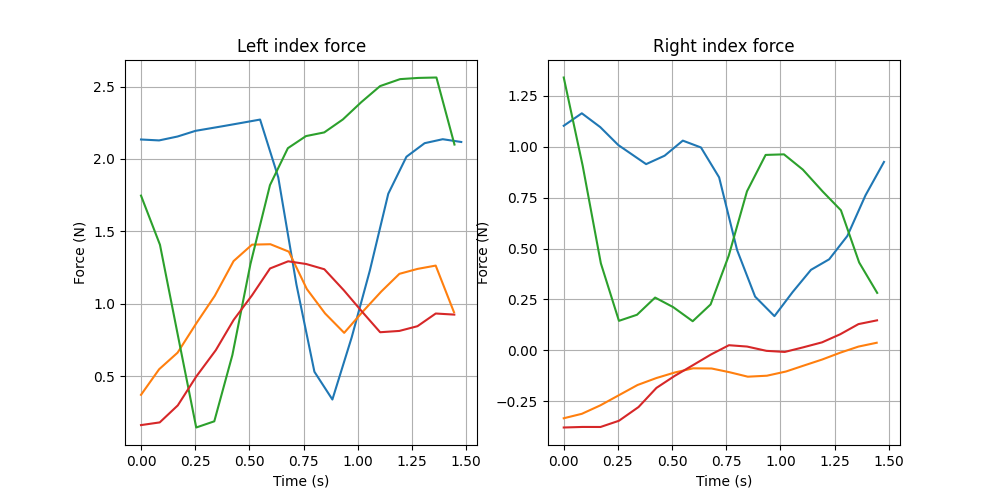 Left index force
Force (N)
2.5
2.0
1.5
1.0
0.5
0.00 0.25 0.50 0.75 1.00 1.25 1.50
Time (s)
Right index force
Force (N)
1.25
1.00
0.75
0.50
0.25
0.00
−0.25
0.00 0.25 0.50 0.75 1.00 1.25 1.50
Time (s)